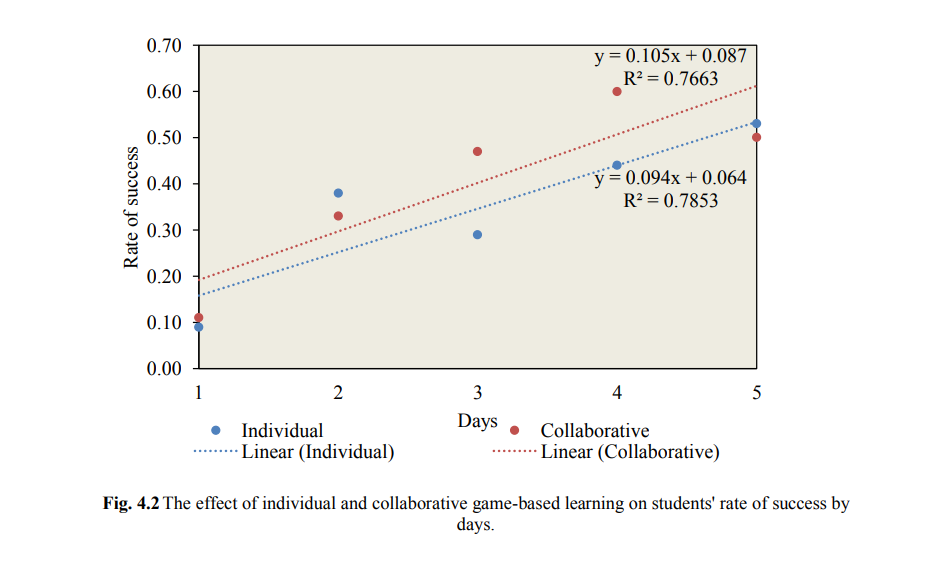 0.70
0.60
0.50
0.40
0.30
0.20
0.10
0.00
Rate of success
y = 0.105x + 0.087
R² = 0.7663
y = 0.094x + 0.064
R² = 0.7853
1 2 3 4 5
Days
Individual Collaborative
Linear (Individual) Linear (Collaborative)
Fig. 4.2 The effect of individual and collaborative game-based learning on students' rate of success by
days.